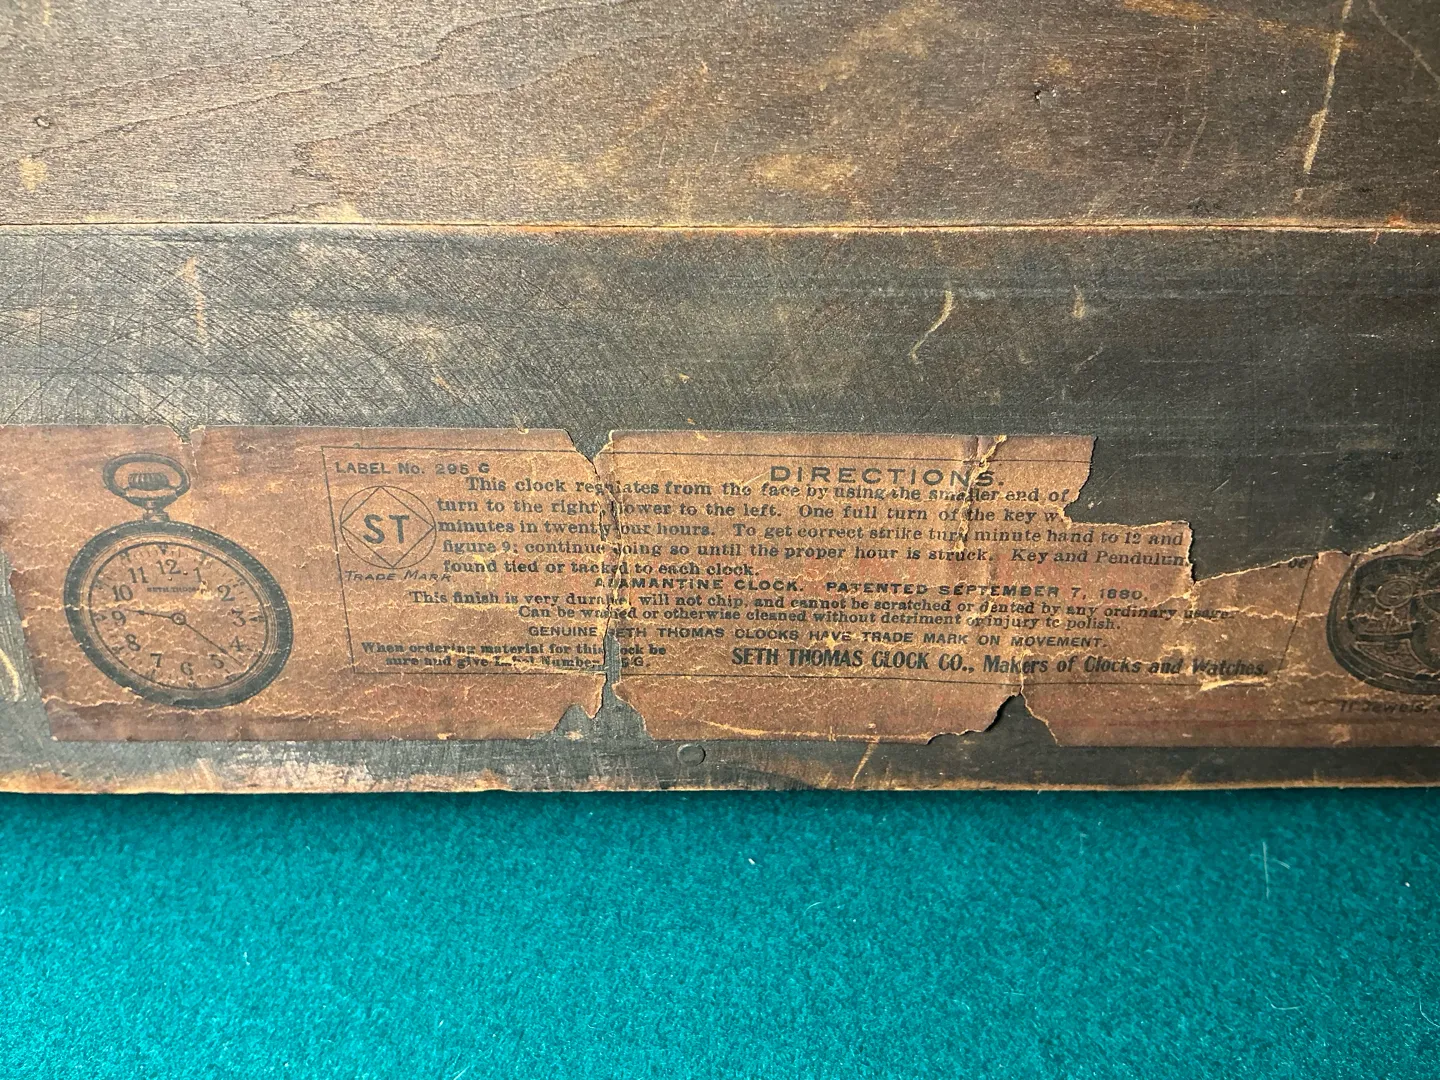 LABEL No. 295 G
DIRECTIONS.
This clock regulates from the face by using the smaller end of
turn to the right, slower to the left. One full turn of the key
minutes in twenty-four hours. To get correct strike turn minute hand to 12 and
figure 9; continue doing so until the proper hour is struck. Key and Pendulum
found tied or tacked to each clock.
ST
TRADE MARK
ADAMANTINE CLOCK. PATENTED SEPTEMBER 7, 1880.
This finish is very durable, will not chip, and cannot be scratched or dented by any ordinary usage.
Can be washed or otherwise cleaned without detriment or injury to polish.
GENUINE SETH THOMAS CLOCKS HAVE TRADE MARK ON MOVEMENT.
When ordering material for this clock be
sure and give Label Number
SETH THOMAS CLOCK CO., Makers of Clocks and Watches.
12
1
2
3
4
5
6
7
8
9
10
11
SETH THOMAS
Jewels.